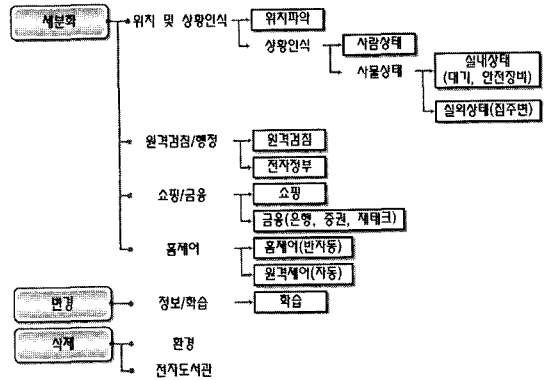 세분화
위치 및 상황인식
위치파악
상황인식
사람상태
사물상태
실내상태
(대기, 안전장비)
실외상태(집주변)
원격검침/행정
원격검침
전자정부
쇼핑/금융
쇼핑
금융(은행, 증권, 재테크)
홈제어
홈제어(반자동)
원격제어(자동)
변경
정보/학습
학습
삭제
환경
전자도서관